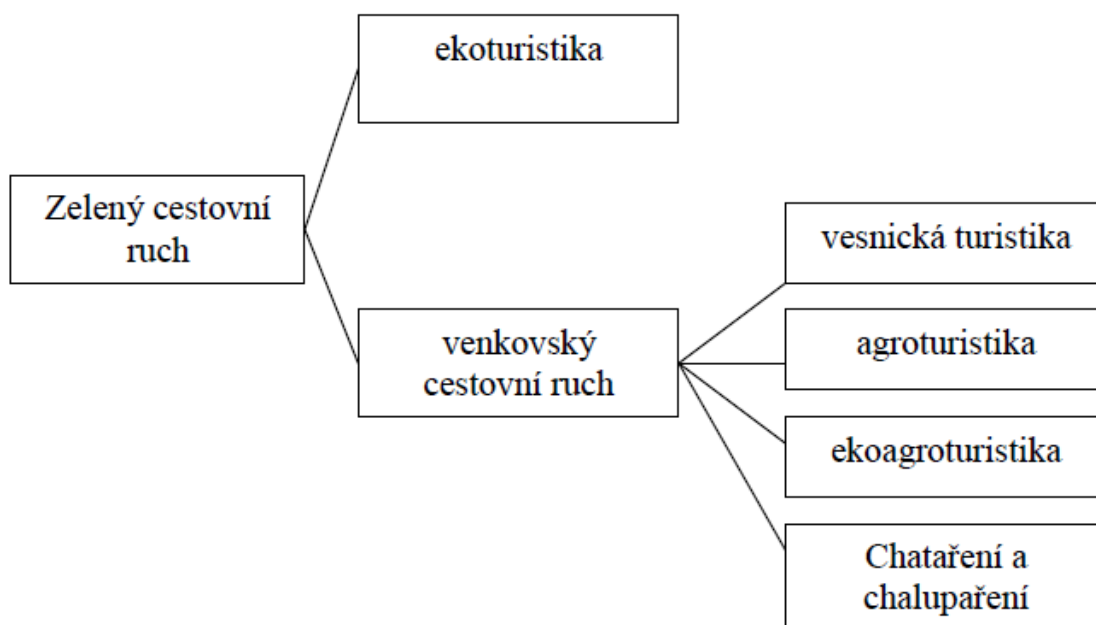 ekoturistika
Zelený cestovní
ruch
venkovský
cestovní ruch
vesnická turistika
agroturistika
ekoagroturistika
Chataření a
chalupaření